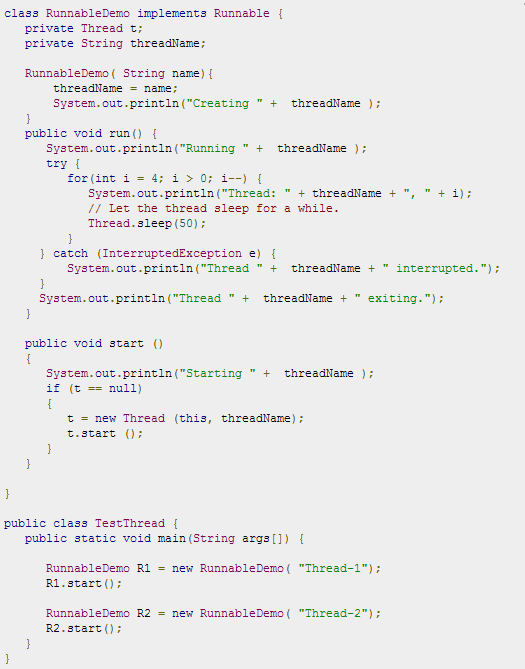 class RunnableDemo implements Runnable {
   private Thread t;
   private String threadName;

   RunnableDemo( String name){
       threadName = name;
       System.out.println("Creating " +  threadName );
   }
   public void run() {
      System.out.println("Running " +  threadName );
      try {
         for(int i = 4; i > 0; i--) {
            System.out.println("Thread: " + threadName + ", " + i);
            // Let the thread sleep for a while.
            Thread.sleep(50);
         }
     } catch (InterruptedException e) {
         System.out.println("Thread " +  threadName + " interrupted.");
     }
     System.out.println("Thread " +  threadName + " exiting.");
   }

   public void start ()
   {
      System.out.println("Starting " +  threadName );
      if (t == null)
      {
         t = new Thread (this, threadName);
         t.start ();
      }
   }

}

public class TestThread {
   public static void main(String args[]) {

      RunnableDemo R1 = new RunnableDemo( "Thread-1");
      R1.start();

      RunnableDemo R2 = new RunnableDemo( "Thread-2");
      R2.start();
   }
}